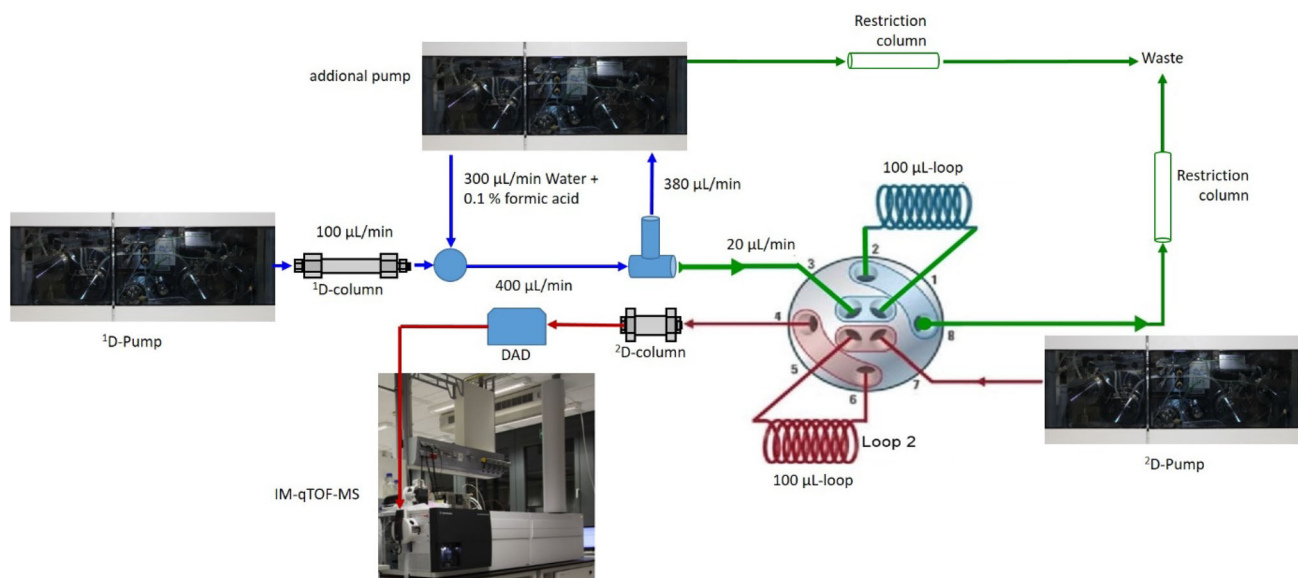 Restriction
column
Waste
addional pump
300 µL/min Water +
0.1 % formic acid
380 µL/min
100 µL-loop
Restriction
column
100 µL/min
20 µL/min
2
3
1
¹D-column
400 µL/min
4
8
¹D-Pump
DAD
²D-column
5
6
7
Loop 2
100 µL-loop
²D-Pump
IM-qTOF-MS